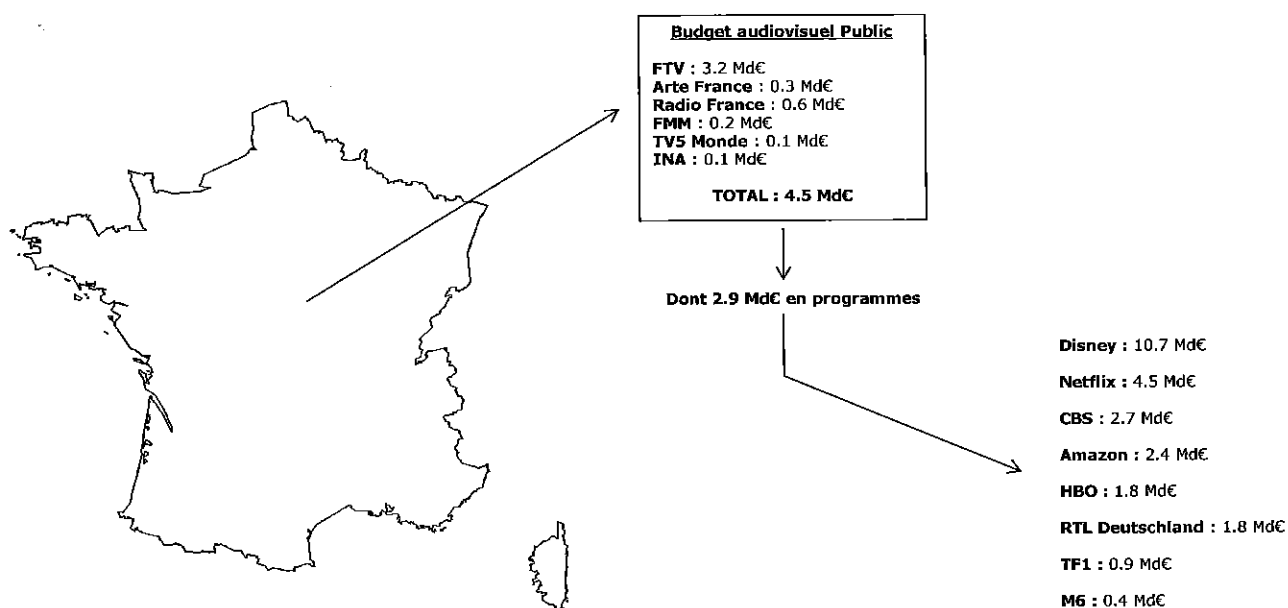 Budget audiovisuel Public
FTV : 3.2 Md€
Arte France : 0.3 Md€
Radio France : 0.6 Md€
FMM : 0.2 Md€
TV5 Monde : 0.1 Md€
INA : 0.1 Md€
TOTAL : 4.5 Md€
Dont 2.9 Md€ en programmes
Disney : 10.7 Md€
Netflix : 4.5 Md€
CBS : 2.7 Md€
Amazon : 2.4 Md€
HBO : 1.8 Md€
RTL Deutschland : 1.8 Md€
TF1 : 0.9 Md€
M6 : 0.4 Md€